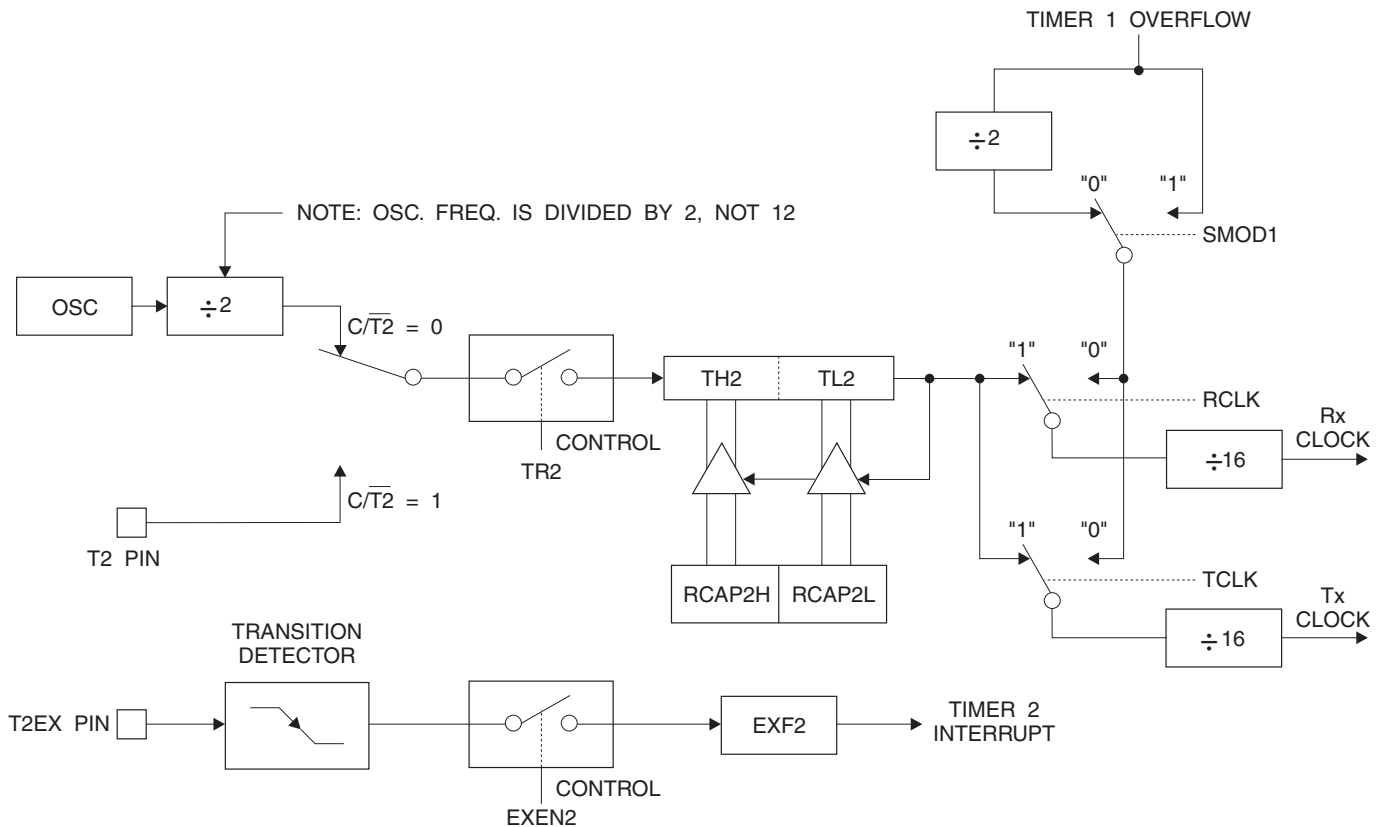 TIMER 1 OVERFLOW
÷2
"0" "1"
NOTE: OSC. FREQ. IS DIVIDED BY 2, NOT 12
SMOD1
OSC
÷2
C/T̅2̅ = 0
"1" "0"
TH2 TL2
RCLK
Rx
CLOCK
CONTROL
TR2
÷16
C/T̅2̅ = 1
T2 PIN
"1" "0"
RCAP2H RCAP2L
TCLK
Tx
CLOCK
÷16
TRANSITION
DETECTOR
T2EX PIN
EXF2
TIMER 2
INTERRUPT
CONTROL
EXEN2